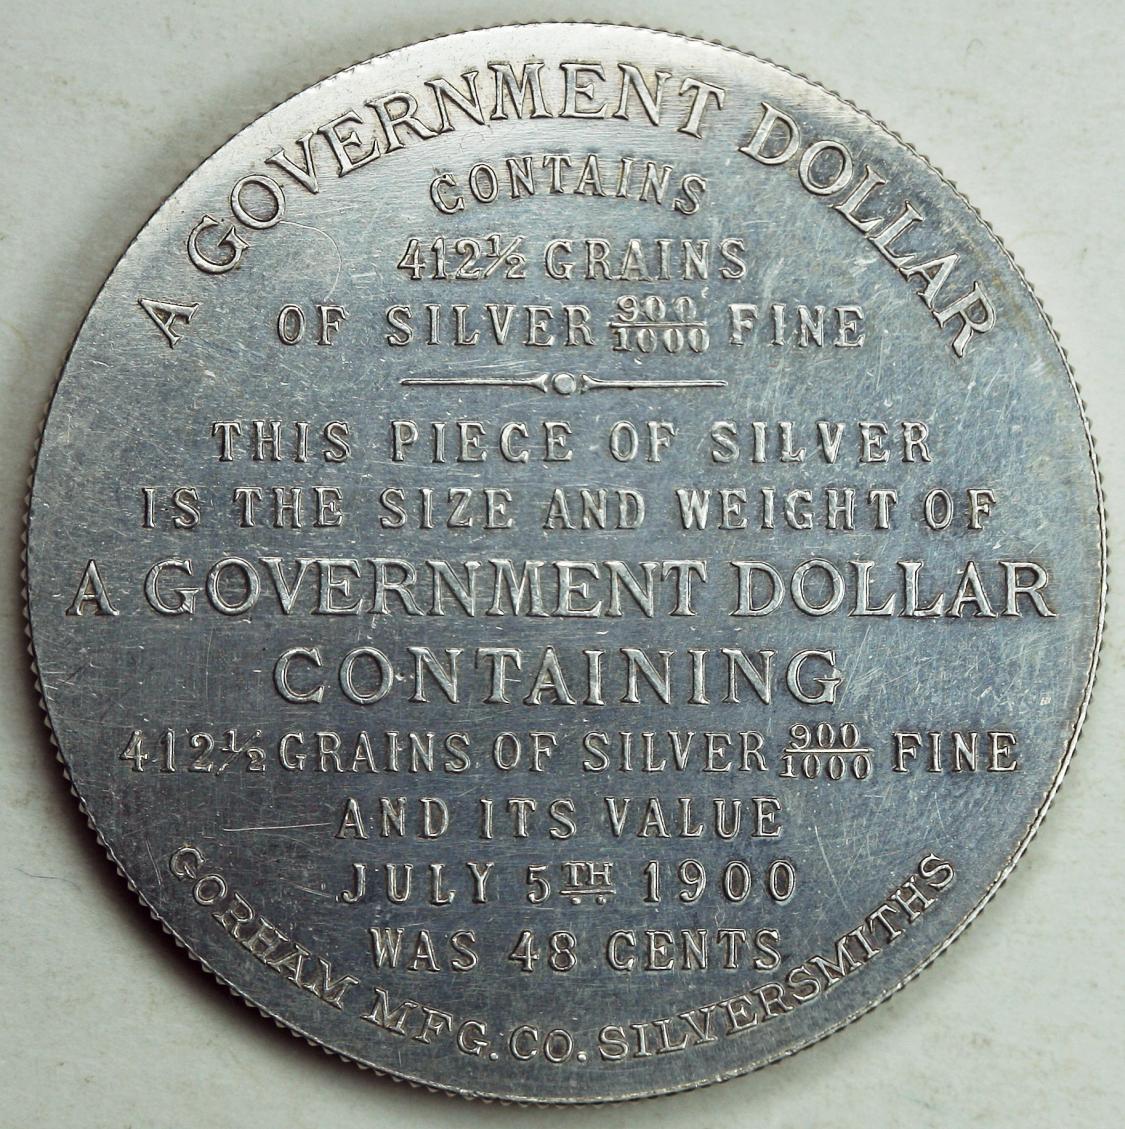 A GOVERNMENT DOLLAR
CONTAINS
412½ GRAINS
OF SILVER 900/1000 FINE
THIS PIECE OF SILVER
IS THE SIZE AND WEIGHT OF
A GOVERNMENT DOLLAR
CONTAINING
412½ GRAINS OF SILVER 900/1000 FINE
AND ITS VALUE
JULY 5TH 1900
WAS 48 CENTS
GORHAM MFG. CO. SILVERSMITHS